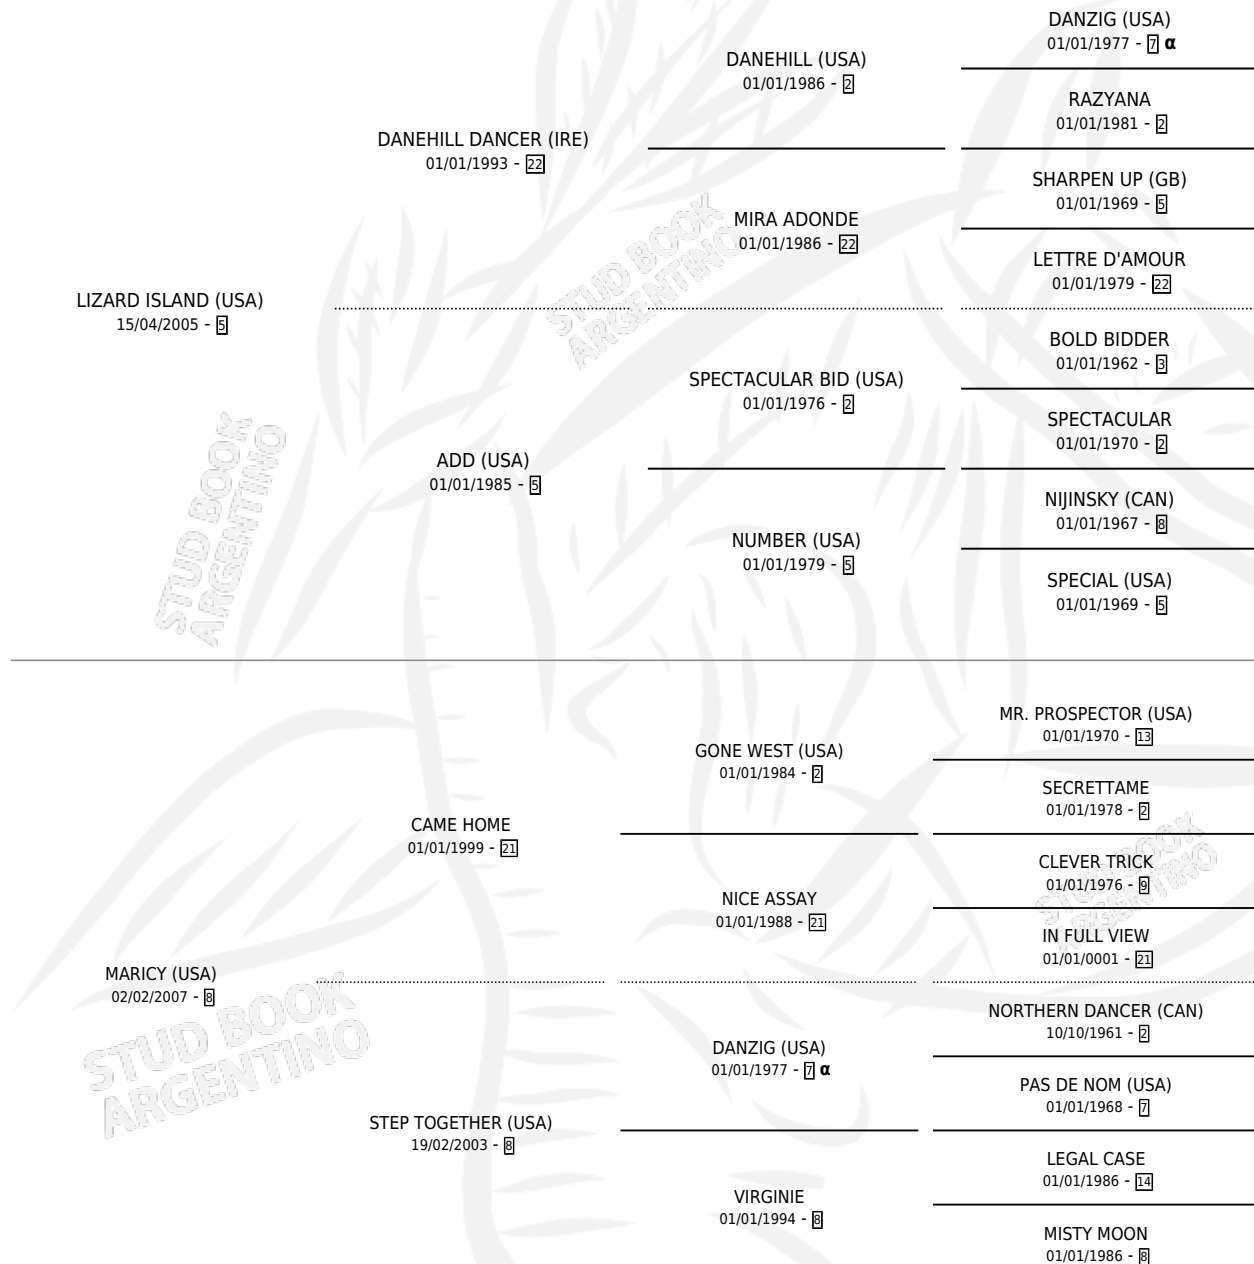 DANZIG (USA)
01/01/1977 - 7 α
DANEHILL (USA)
01/01/1986 - 2
RAZYANA
01/01/1981 - 2
DANEHILL DANCER (IRE)
01/01/1993 - 22
SHARPEN UP (GB)
01/01/1969 - 5
MIRA ADONDE
01/01/1986 - 22
LETTRE D'AMOUR
01/01/1979 - 22
LIZARD ISLAND (USA)
15/04/2005 - 5
STUD BOOK
ARGENTINO
BOLD BIDDER
01/01/1962 - 3
SPECTACULAR BID (USA)
01/01/1976 - 2
SPECTACULAR
01/01/1970 - 2
ADD (USA)
01/01/1985 - 5
NIJINSKY (CAN)
01/01/1967 - 8
NUMBER (USA)
01/01/1979 - 5
SPECIAL (USA)
01/01/1969 - 5
STUD BOOK
ARGENTINO
MR. PROSPECTOR (USA)
01/01/1970 - 13
GONE WEST (USA)
01/01/1984 - 2
SECRETTAME
01/01/1978 - 2
CAME HOME
01/01/1999 - 21
CLEVER TRICK
01/01/1976 - 9
STUD BOOK
ARGENTINO
NICE ASSAY
01/01/1988 - 21
IN FULL VIEW
01/01/0001 - 21
MARICY (USA)
02/02/2007 - 8
STUD BOOK
ARGENTINO
NORTHERN DANCER (CAN)
10/10/1961 - 2
DANZIG (USA)
01/01/1977 - 7 α
PAS DE NOM (USA)
01/01/1968 - 7
STEP TOGETHER (USA)
19/02/2003 - 8
LEGAL CASE
01/01/1986 - 14
VIRGINIE
01/01/1994 - 8
MISTY MOON
01/01/1986 - 8